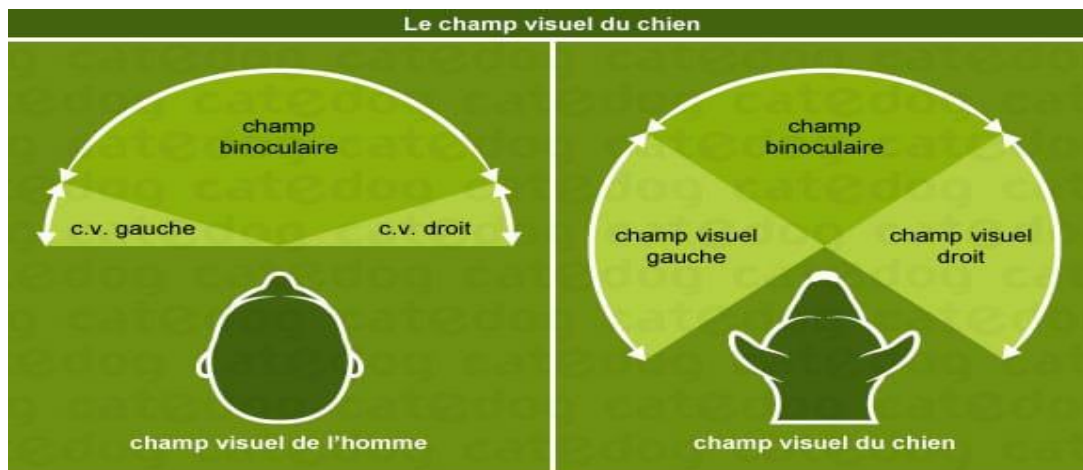 Le champ visuel du chien
champ
binoculaire
c.v. gauche
c.v. droit
champ visuel de l'homme
champ
binoculaire
champ visuel
gauche
champ visuel
droit
champ visuel du chien
catedog